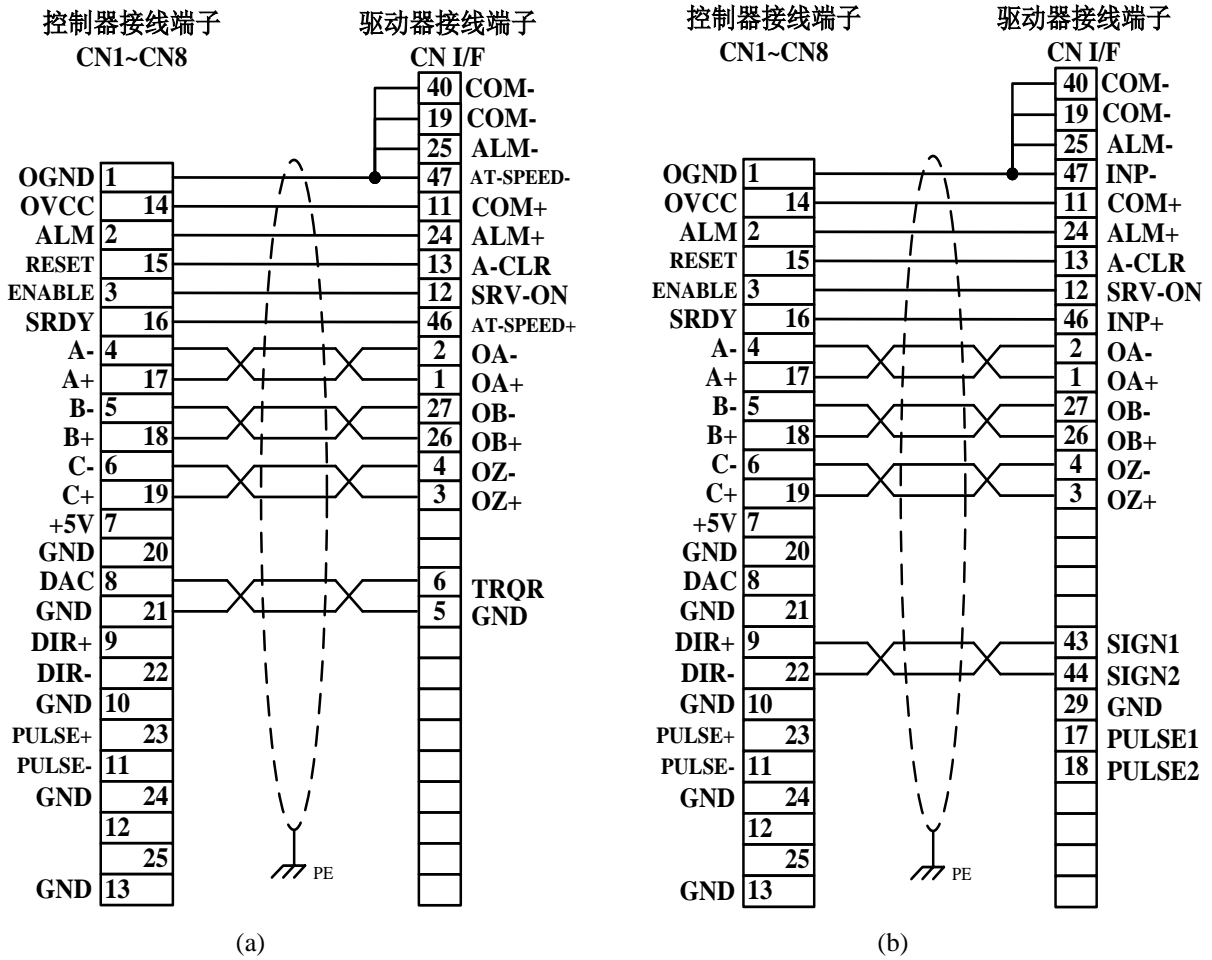 控制器接线端子
CN1~CN8
驱动器接线端子
CN I/F
40 COM-
19 COM-
25 ALM-
OGND 1 47 AT-SPEED-
OVCC 14 11 COM+
ALM 2 24 ALM+
RESET 15 13 A-CLR
ENABLE 3 12 SRV-ON
SRDY 16 46 AT-SPEED+
A- 4 2 OA-
A+ 17 1 OA+
B- 5 27 OB-
B+ 18 26 OB+
C- 6 4 OZ-
C+ 19 3 OZ+
+5V 7
GND 20
DAC 8 6 TRQR
GND 21 5 GND
DIR+ 9
DIR- 22
GND 10
PULSE+ 23
PULSE- 11
GND 24
12
25
GND 13
PE
(a)
控制器接线端子
CN1~CN8
驱动器接线端子
CN I/F
40 COM-
19 COM-
25 ALM-
OGND 1 47 INP-
OVCC 14 11 COM+
ALM 2 24 ALM+
RESET 15 13 A-CLR
ENABLE 3 12 SRV-ON
SRDY 16 46 INP+
A- 4 2 OA-
A+ 17 1 OA+
B- 5 27 OB-
B+ 18 26 OB+
C- 6 4 OZ-
C+ 19 3 OZ+
+5V 7
GND 20
DAC 8
GND 21
DIR+ 9 43 SIGN1
DIR- 22 44 SIGN2
GND 10 29 GND
PULSE+ 23 17 PULSE1
PULSE- 11 18 PULSE2
GND 24
12
25
GND 13
PE
(b)